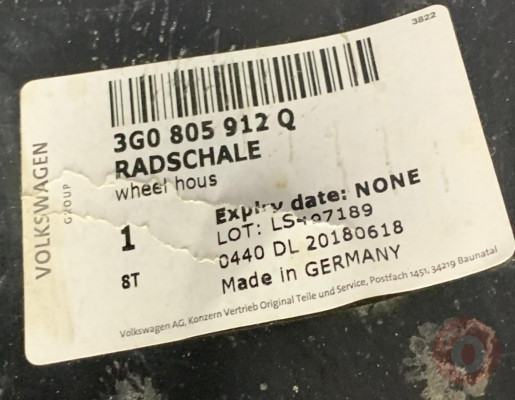 3822
VOLKSWAGEN
GROUP
3G0 805 912 Q
RADSCHALE
wheel hous
1
8T
Expiry date: NONE
LOT:
0440 DL 20180618
Made in GERMANY
Volkswagen AG, Konzern Vertrieb Original Teile und Service, Postfach 1451, 34219 Baunatal